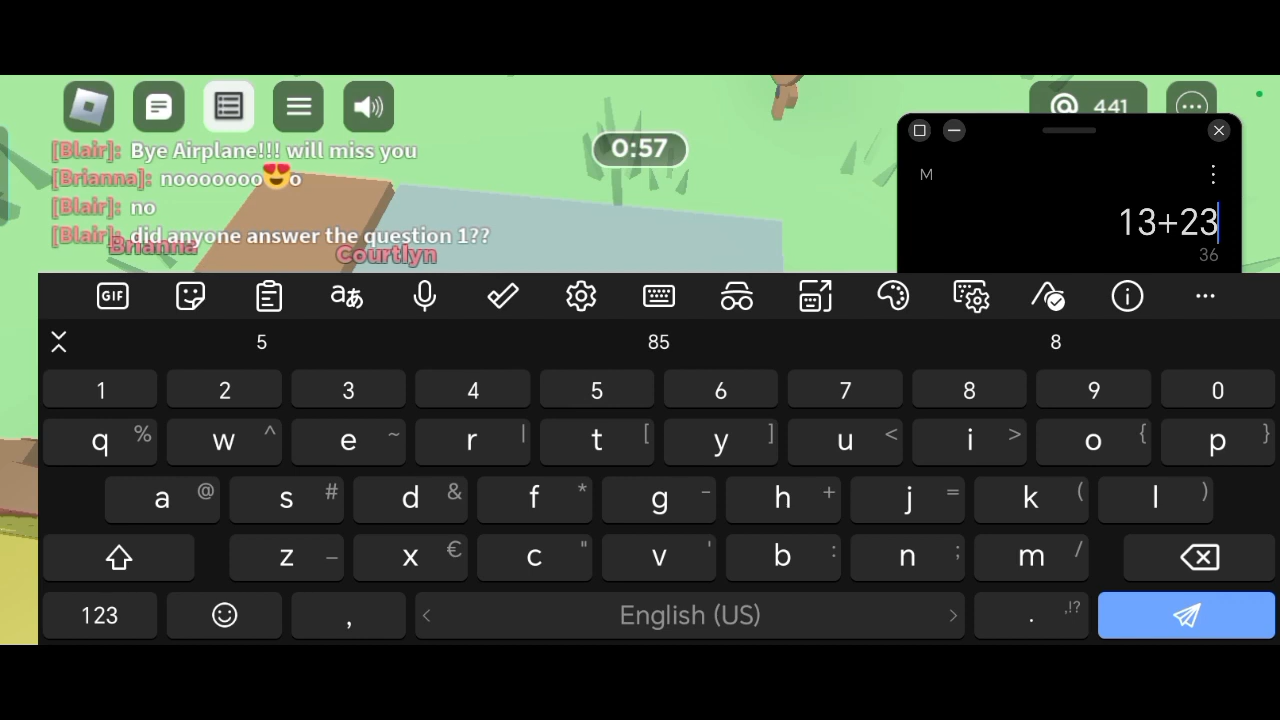 441
[Blair]: Bye Airplane!!! will miss you
0:57
[Brianna]: nooooooo😍o
[Blair]: no
[Blair]: did anyone answer the question 1??
Brianna
Courtlyn
M
13+23
36
GIF
aあ
5 85 8
1 2 3 4 5 6 7 8 9 0
q % w ^ e ~ r | t [ y ] u < i > o { p }
a @ s # d & f * g - h + j = k ( l )
z _ x € c " v ' b : n ; m /
123 , < English (US) > . ,!?